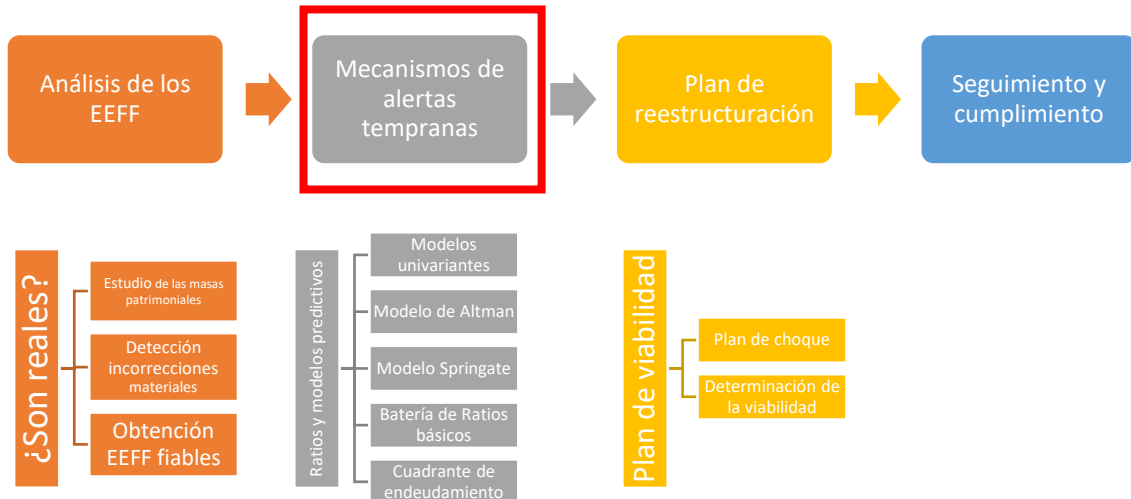 Análisis de los
EEFF
Mecanismos de
alertas
tempranas
Plan de
reestructuración
Seguimiento y
cumplimiento
¿Son reales?
Estudio de las masas
patrimoniales
Detección
incorrecciones
materiales
Obtención
EEFF fiables
Ratios y modelos predictivos
Modelos
univariantes
Modelo de Altman
Modelo Springate
Batería de Ratios
básicos
Cuadrante de
endeudamiento
Plan de viabilidad
Plan de choque
Determinación de
la viabilidad